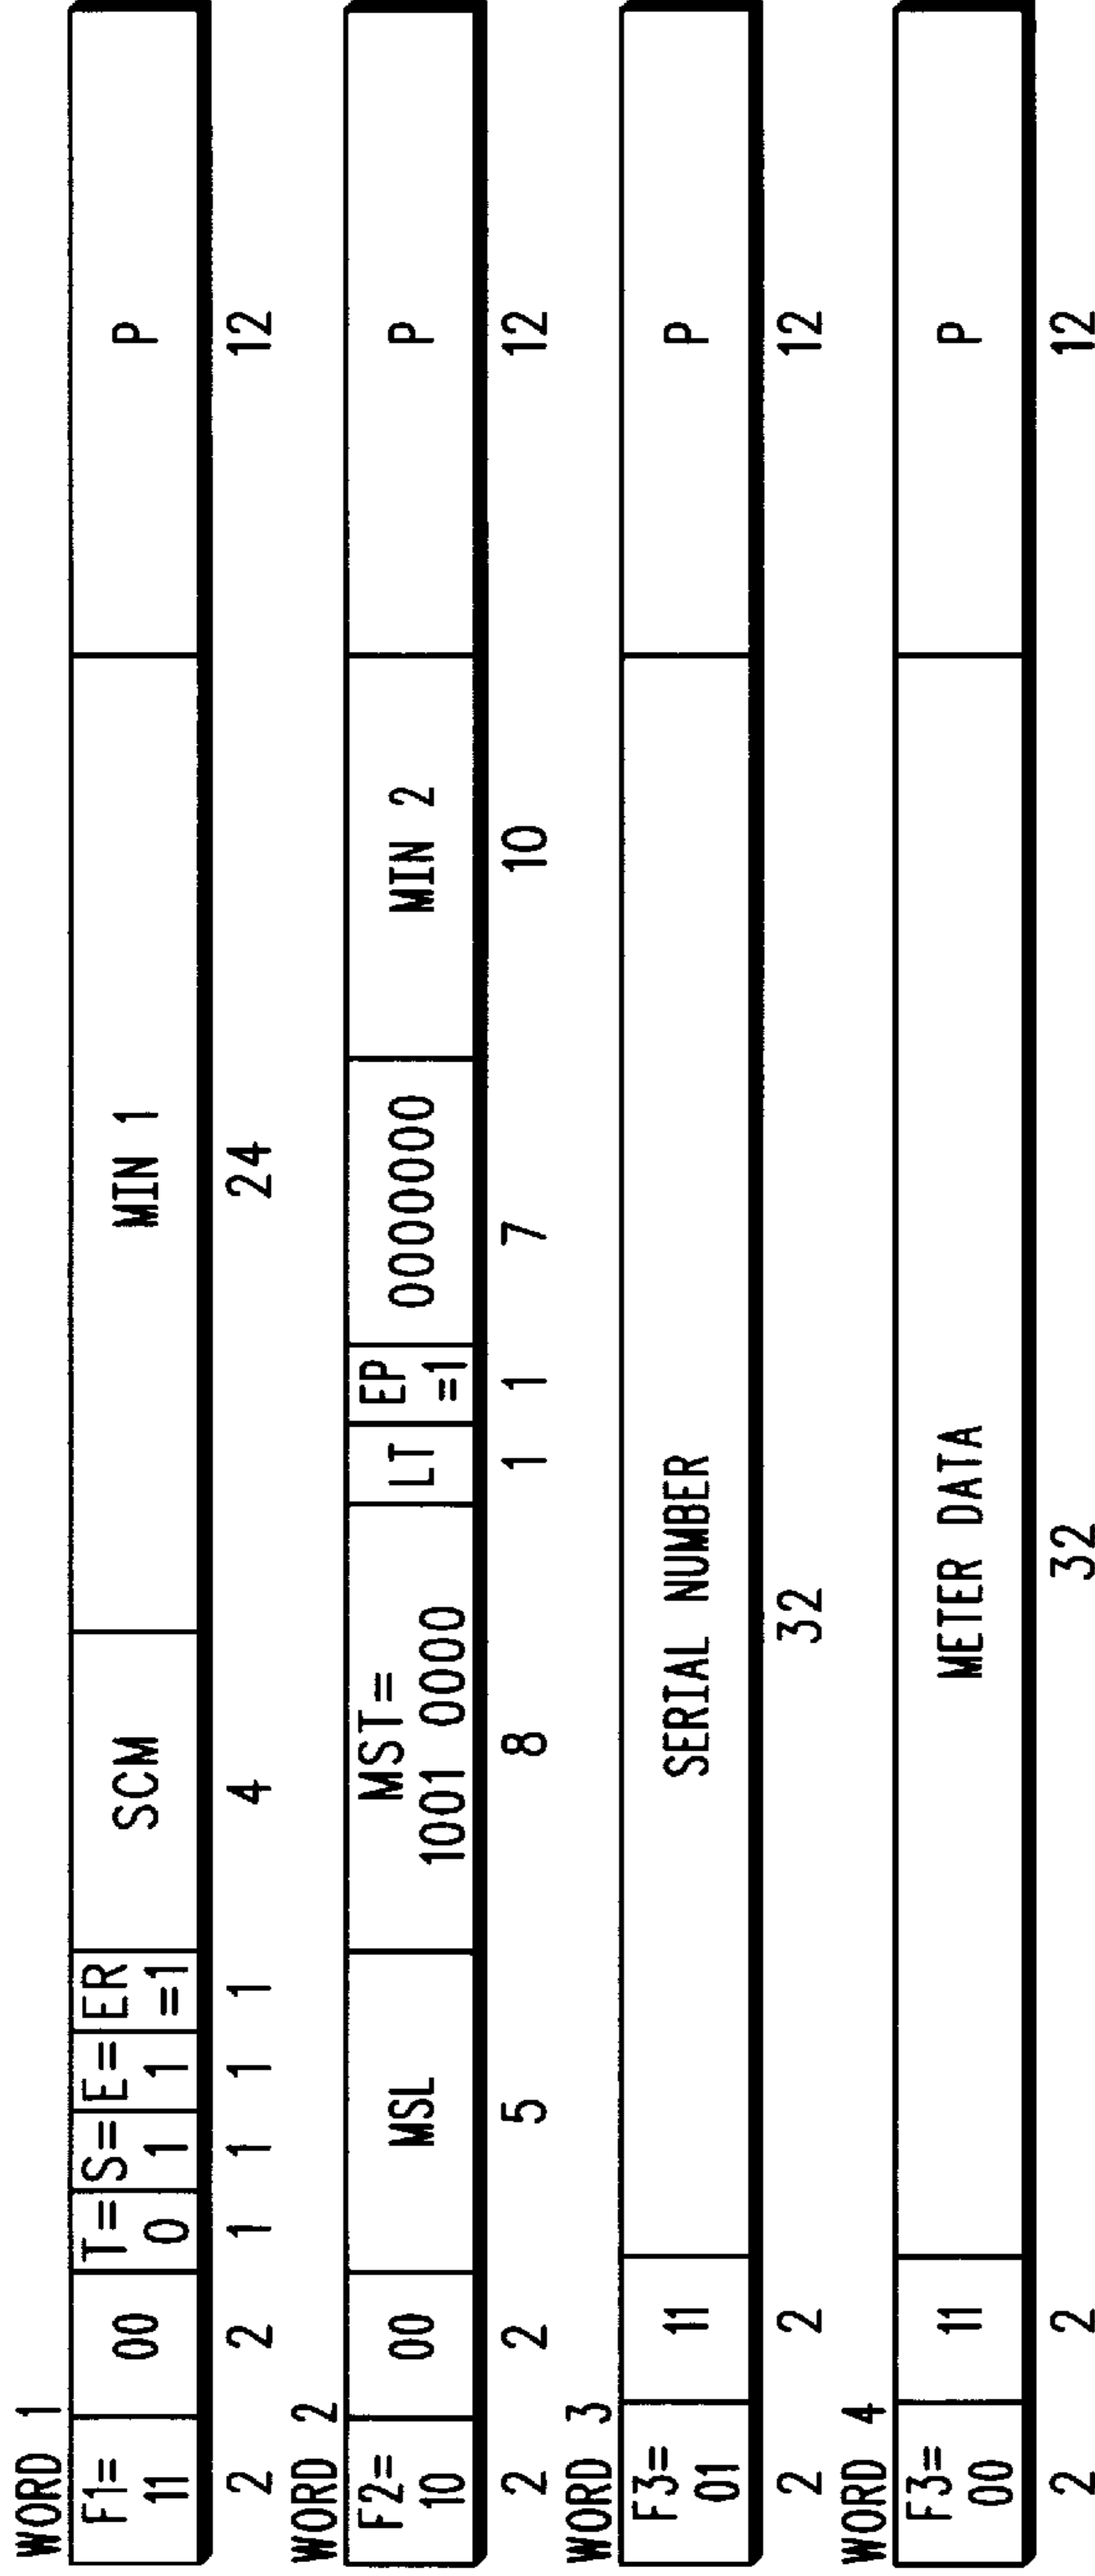 WORD 1
F1= 11 00 T= 0 S= 1 E= 1 ER =1 SCM MIN 1 P
2 2 1 1 1 1 4 24 12
WORD 2
F2= 10 00 MSL MST= 1001 0000 LT EP =1 0000000 MIN 2 P
2 2 5 8 1 1 7 10 12
WORD 3
F3= 01 11 SERIAL NUMBER P
2 2 32 12
WORD 4
F3= 00 11 METER DATA P
2 2 32 12